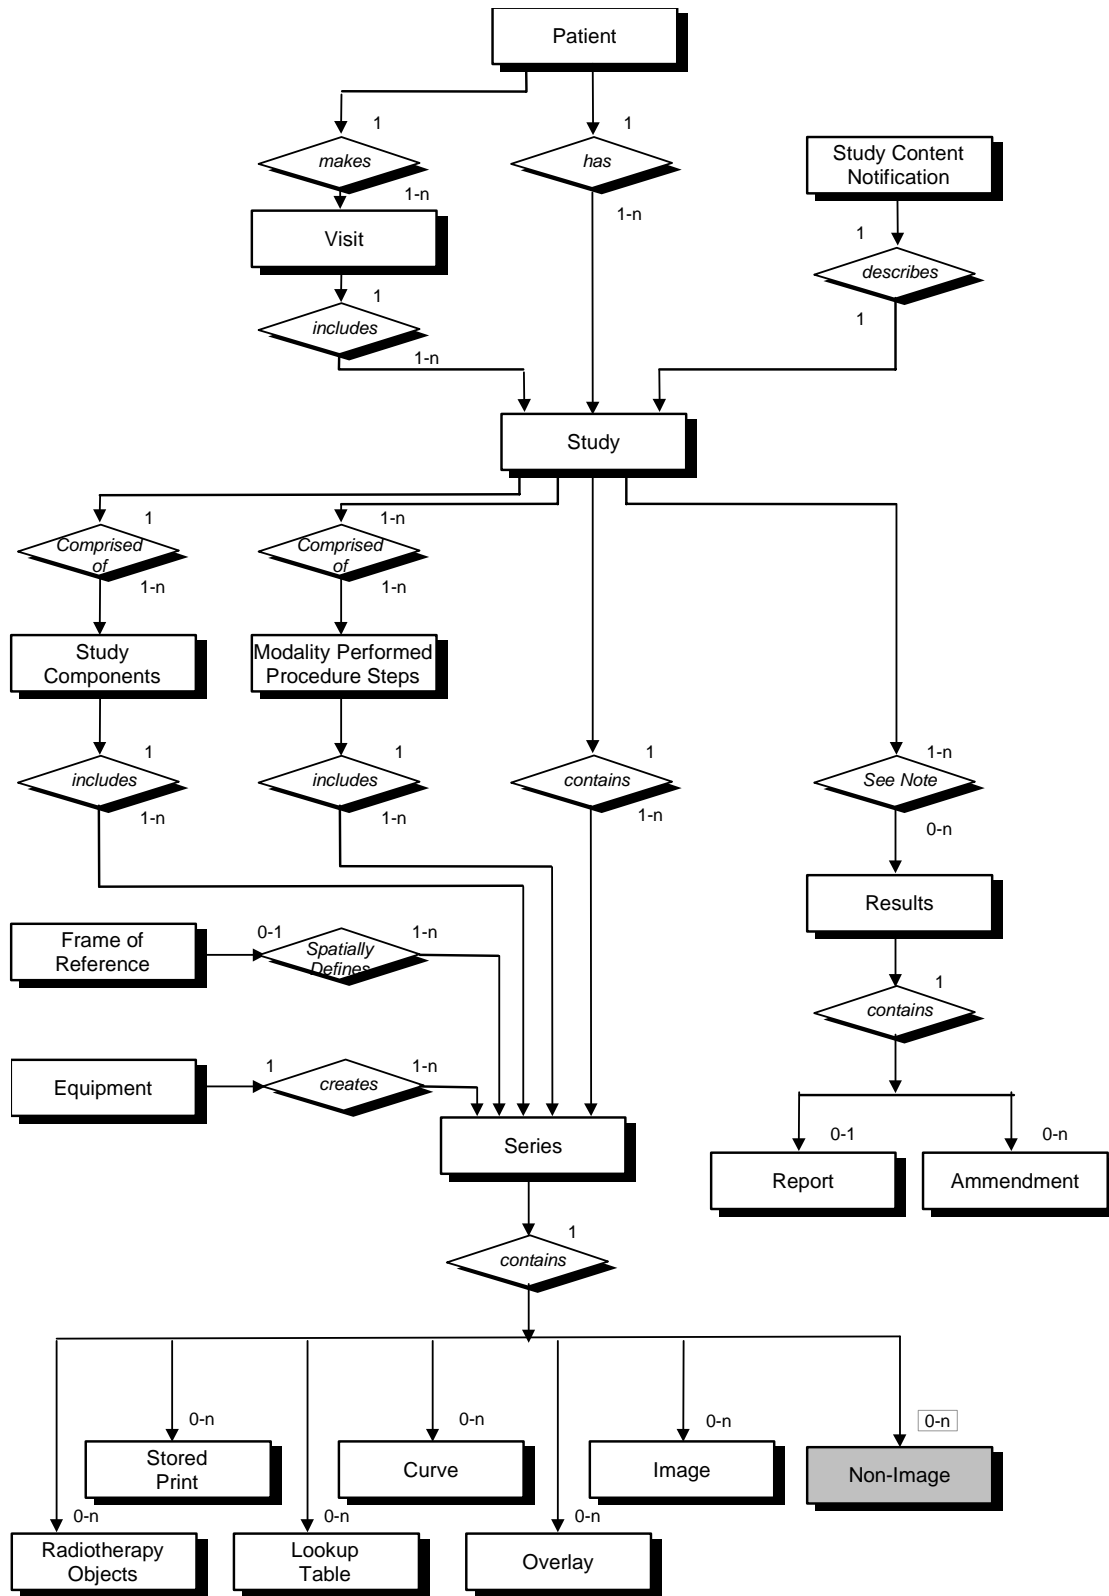 Patient
1
1
makes
has
Study Content
Notification
1-n
1-n
Visit
1
describes
1
1
includes
1-n
Study
1
1-n
Comprised
of
Comprised
of
1-n
1-n
Study
Components
Modality Performed
Procedure Steps
1
1
1
1-n
includes
includes
contains
See Note
1-n
1-n
1-n
0-n
Results
Frame of
Reference
0-1
Spatially
Defines
1-n
1
contains
Equipment
1
creates
1-n
Series
0-1
0-n
Report
Ammendment
1
contains
0-n
0-n
0-n
0-n
Stored
Print
Curve
Image
Non-Image
0-n
0-n
0-n
Radiotherapy
Objects
Lookup
Table
Overlay